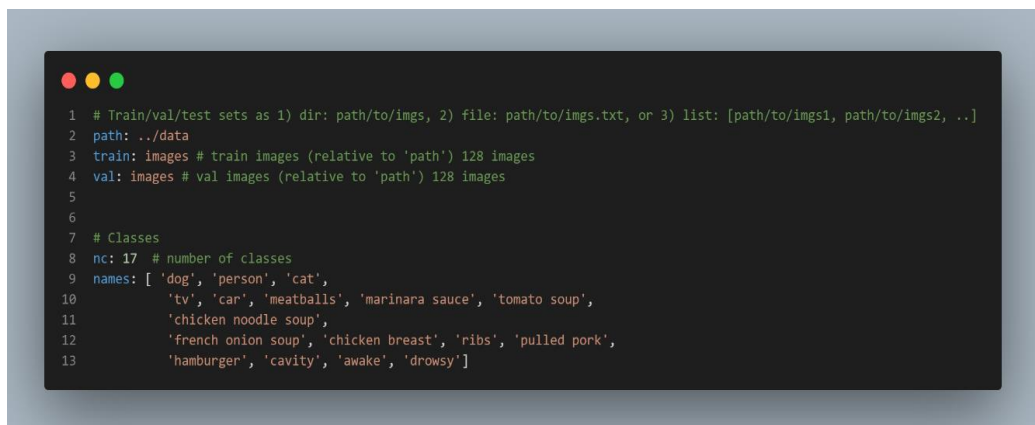 1 # Train/val/test sets as 1) dir: path/to/imgs, 2) file: path/to/imgs.txt, or 3) list: [path/to/imgs1, path/to/imgs2, ..]
2 path: ../data
3 train: images # train images (relative to 'path') 128 images
4 val: images # val images (relative to 'path') 128 images
5
6
7 # Classes
8 nc: 17 # number of classes
9 names: [ 'dog', 'person', 'cat',
10 'tv', 'car', 'meatballs', 'marinara sauce', 'tomato soup',
11 'chicken noodle soup',
12 'french onion soup', 'chicken breast', 'ribs', 'pulled pork',
13 'hamburger', 'cavity', 'awake', 'drowsy']